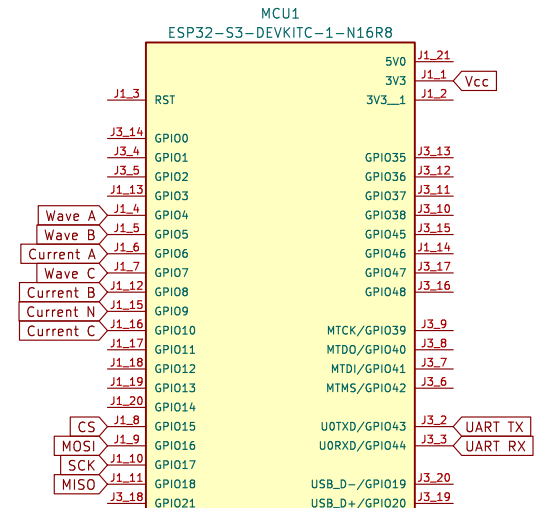 MCU1
ESP32-S3-DEVKITC-1-N16R8
5V0 J1_21
3V3 J1_1 Vcc
J1_3 RST 3V3__1 J1_2
J3_14 GPIO0
J3_4 GPIO1 GPIO35 J3_13
J3_5 GPIO2 GPIO36 J3_12
J1_13 GPIO3 GPIO37 J3_11
Wave A J1_4 GPIO4 GPIO38 J3_10
Wave B J1_5 GPIO5 GPIO45 J3_15
Current A J1_6 GPIO6 GPIO46 J1_14
Wave C J1_7 GPIO7 GPIO47 J3_17
Current B J1_12 GPIO8 GPIO48 J3_16
Current N J1_15 GPIO9
Current C J1_16 GPIO10 MTCK/GPIO39 J3_9
J1_17 GPIO11 MTDO/GPIO40 J3_8
J1_18 GPIO12 MTDI/GPIO41 J3_7
J1_19 GPIO13 MTMS/GPIO42 J3_6
J1_20 GPIO14
CS J1_8 GPIO15 U0TXD/GPIO43 J3_2 UART TX
MOSI J1_9 GPIO16 U0RXD/GPIO44 J3_3 UART RX
SCK J1_10 GPIO17
MISO J1_11 GPIO18 USB_D-/GPIO19 J3_20
J3_18 GPIO21 USB_D+/GPIO20 J3_19